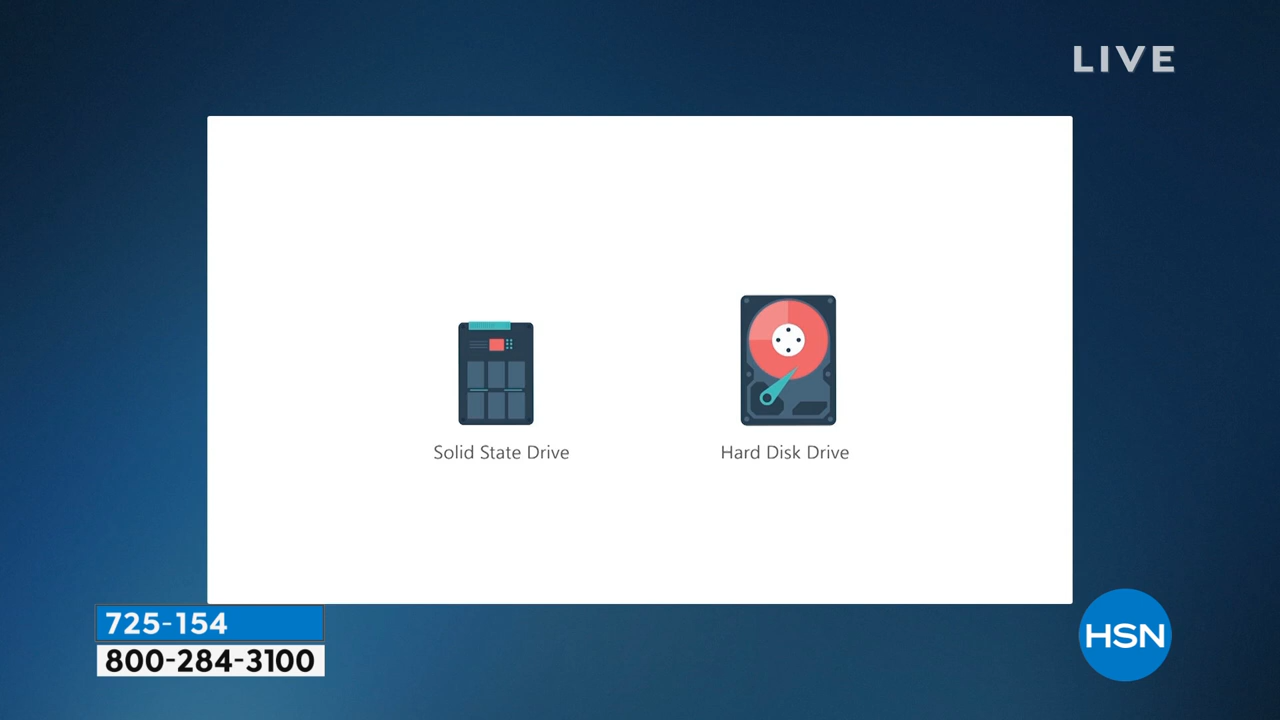 LIVE
Solid State Drive
Hard Disk Drive
725-154
800-284-3100
HSN